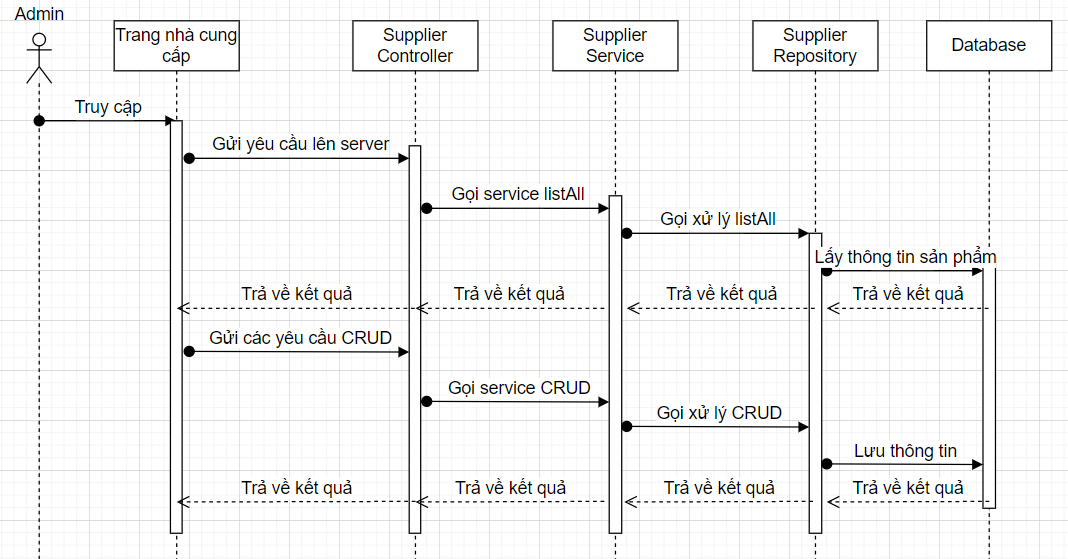 Admin
Trang nhà cung
cấp
Supplier
Controller
Supplier
Service
Supplier
Repository
Database
Truy cập
Gửi yêu cầu lên server
Gọi service listAll
Gọi xử lý listAll
Lấy thông tin sản phẩm
Trả về kết quả
Trả về kết quả
Trả về kết quả
Trả về kết quả
Gửi các yêu cầu CRUD
Gọi service CRUD
Gọi xử lý CRUD
Lưu thông tin
Trả về kết quả
Trả về kết quả
Trả về kết quả
Trả về kết quả